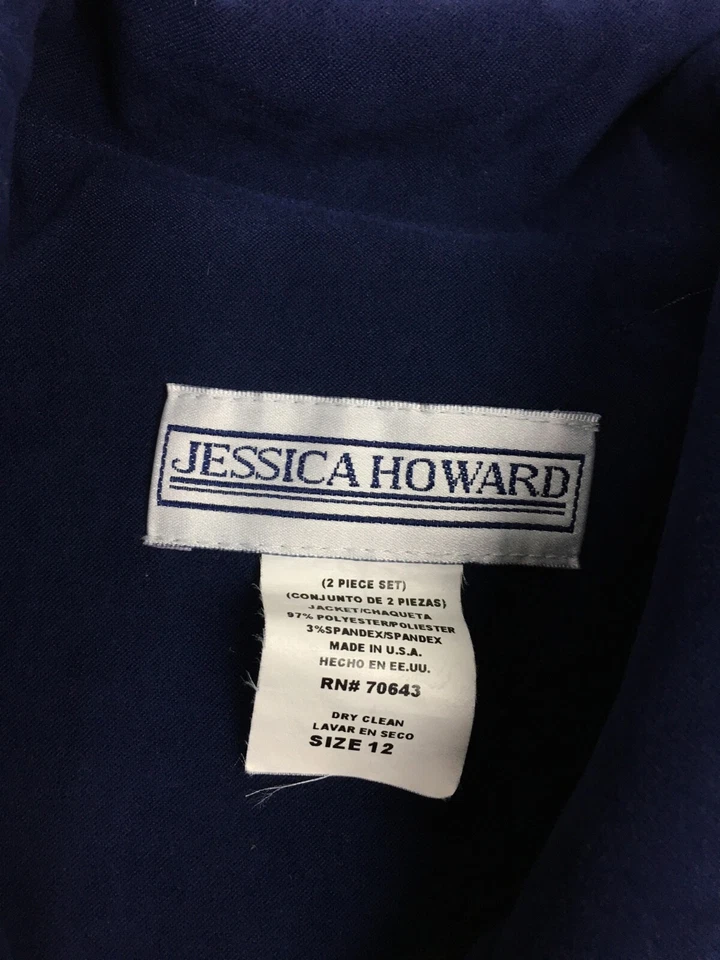 JESSICA HOWARD
(2 PIECE SET)
(CONJUNTO DE 2 PIEZAS)
JACKET/CHAQUETA
97% POLYESTER/POLIESTER
3%SPANDEX/SPANDEX
MADE IN U.S.A.
HECHO EN EE.UU.
RN# 70643
DRY CLEAN
LAVAR EN SECO
SIZE 12